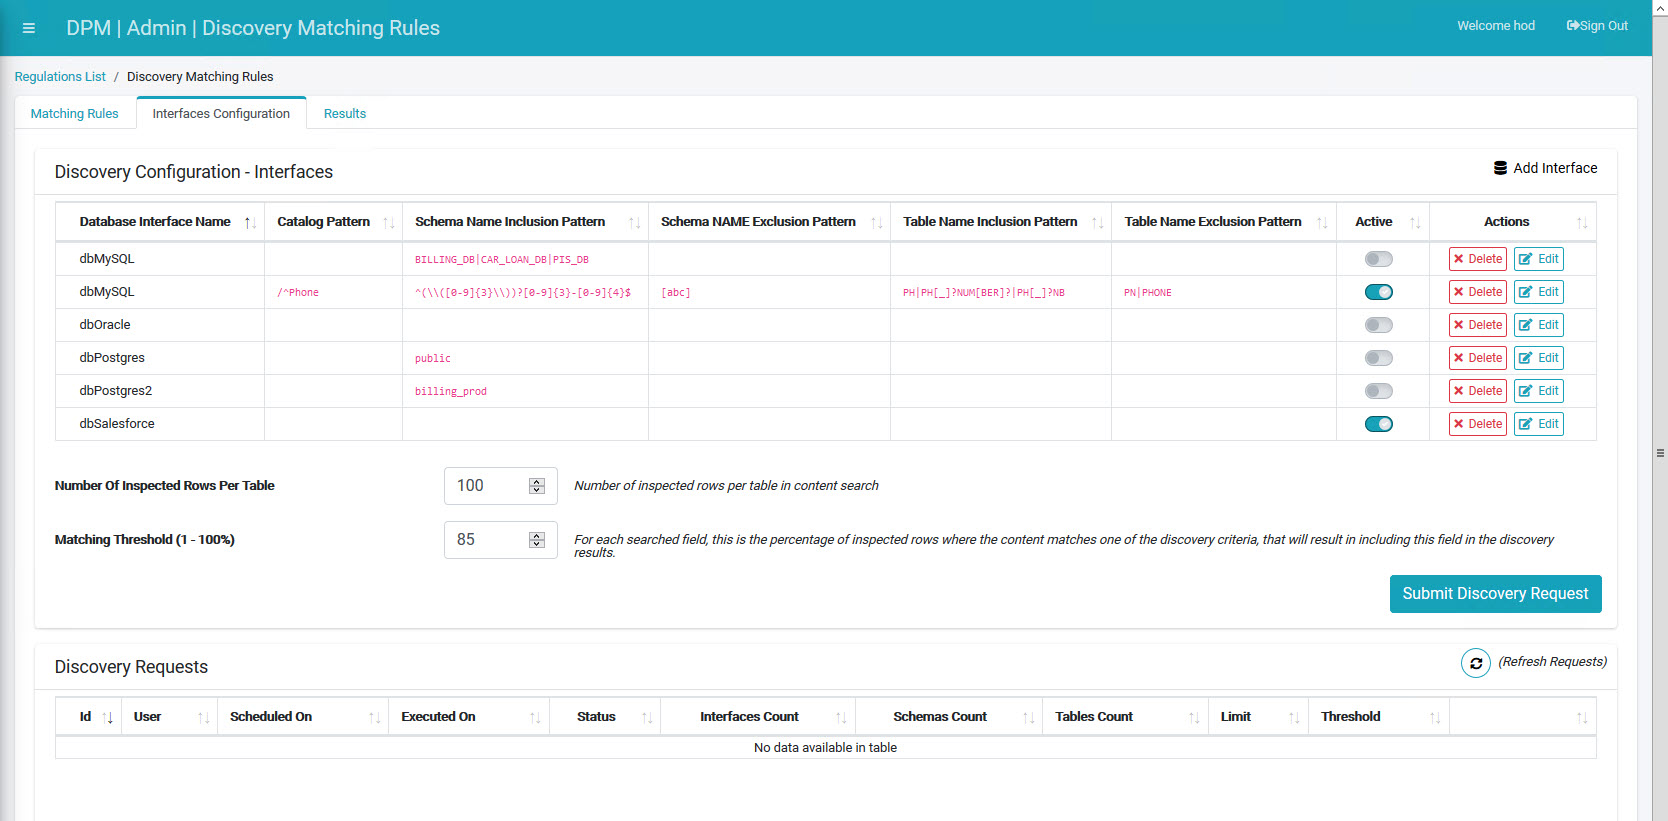 DPM | Admin | Discovery Matching Rules
Welcome hod
Sign Out
Regulations List / Discovery Matching Rules
Matching Rules
Interfaces Configuration
Results
Discovery Configuration - Interfaces
Add Interface
Database Interface Name Catalog Pattern Schema Name Inclusion Pattern Schema NAME Exclusion Pattern Table Name Inclusion Pattern Table Name Exclusion Pattern Active Actions
dbMySQL BILLING_DB|CAR_LOAN_DB|PIS_DB Delete Edit
dbMySQL /^Phone ^(\\([0-9]{3}\\))?[0-9]{3}-[0-9]{4}$ [abc] PH|PH[_]?NUM[BER]?|PH[_]?NB PN|PHONE Delete Edit
dbOracle Delete Edit
dbPostgres public Delete Edit
dbPostgres2 billing_prod Delete Edit
dbSalesforce Delete Edit
Number Of Inspected Rows Per Table 100 Number of inspected rows per table in content search
Matching Threshold (1 - 100%) 85 For each searched field, this is the percentage of inspected rows where the content matches one of the discovery criteria, that will result in including this field in the discovery
results.
Submit Discovery Request
Discovery Requests
(Refresh Requests)
Id User Scheduled On Executed On Status Interfaces Count Schemas Count Tables Count Limit Threshold
No data available in table